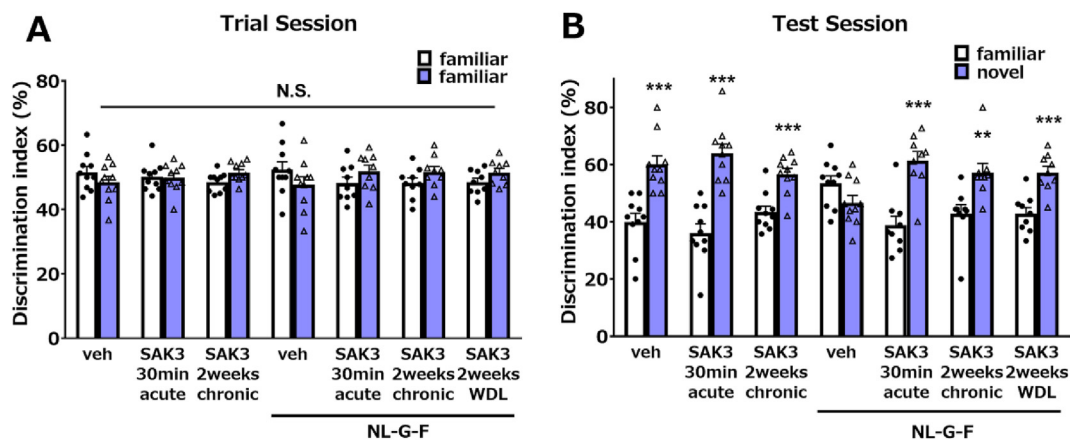 A
Trial Session
familiar
familiar
N.S.
Discrimination index (%)
80
60
40
20
0
veh
SAK3
30min
acute
SAK3
2weeks
chronic
veh
SAK3
30min
acute
SAK3
2weeks
chronic
SAK3
2weeks
WDL
NL-G-F
B
Test Session
familiar
novel
***
***
***
***
**
***
Discrimination index (%)
80
60
40
20
0
veh
SAK3
30min
acute
SAK3
2weeks
chronic
veh
SAK3
30min
acute
SAK3
2weeks
chronic
SAK3
2weeks
WDL
NL-G-F